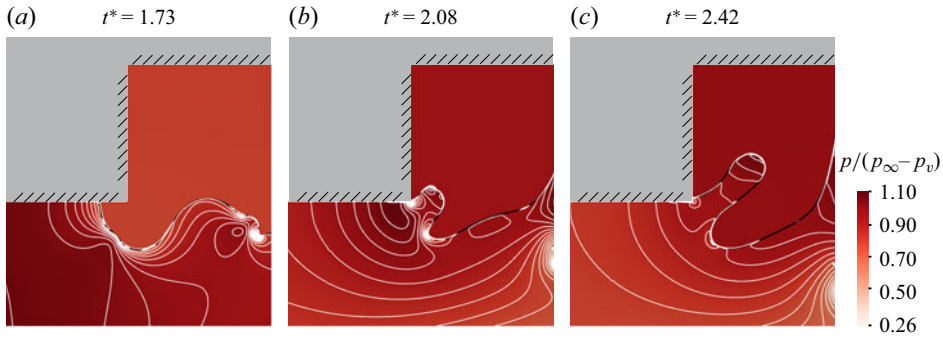 (a) t* = 1.73
(b) t* = 2.08
(c) t* = 2.42
p/(p∞–pv)
1.10
0.90
0.70
0.50
0.26